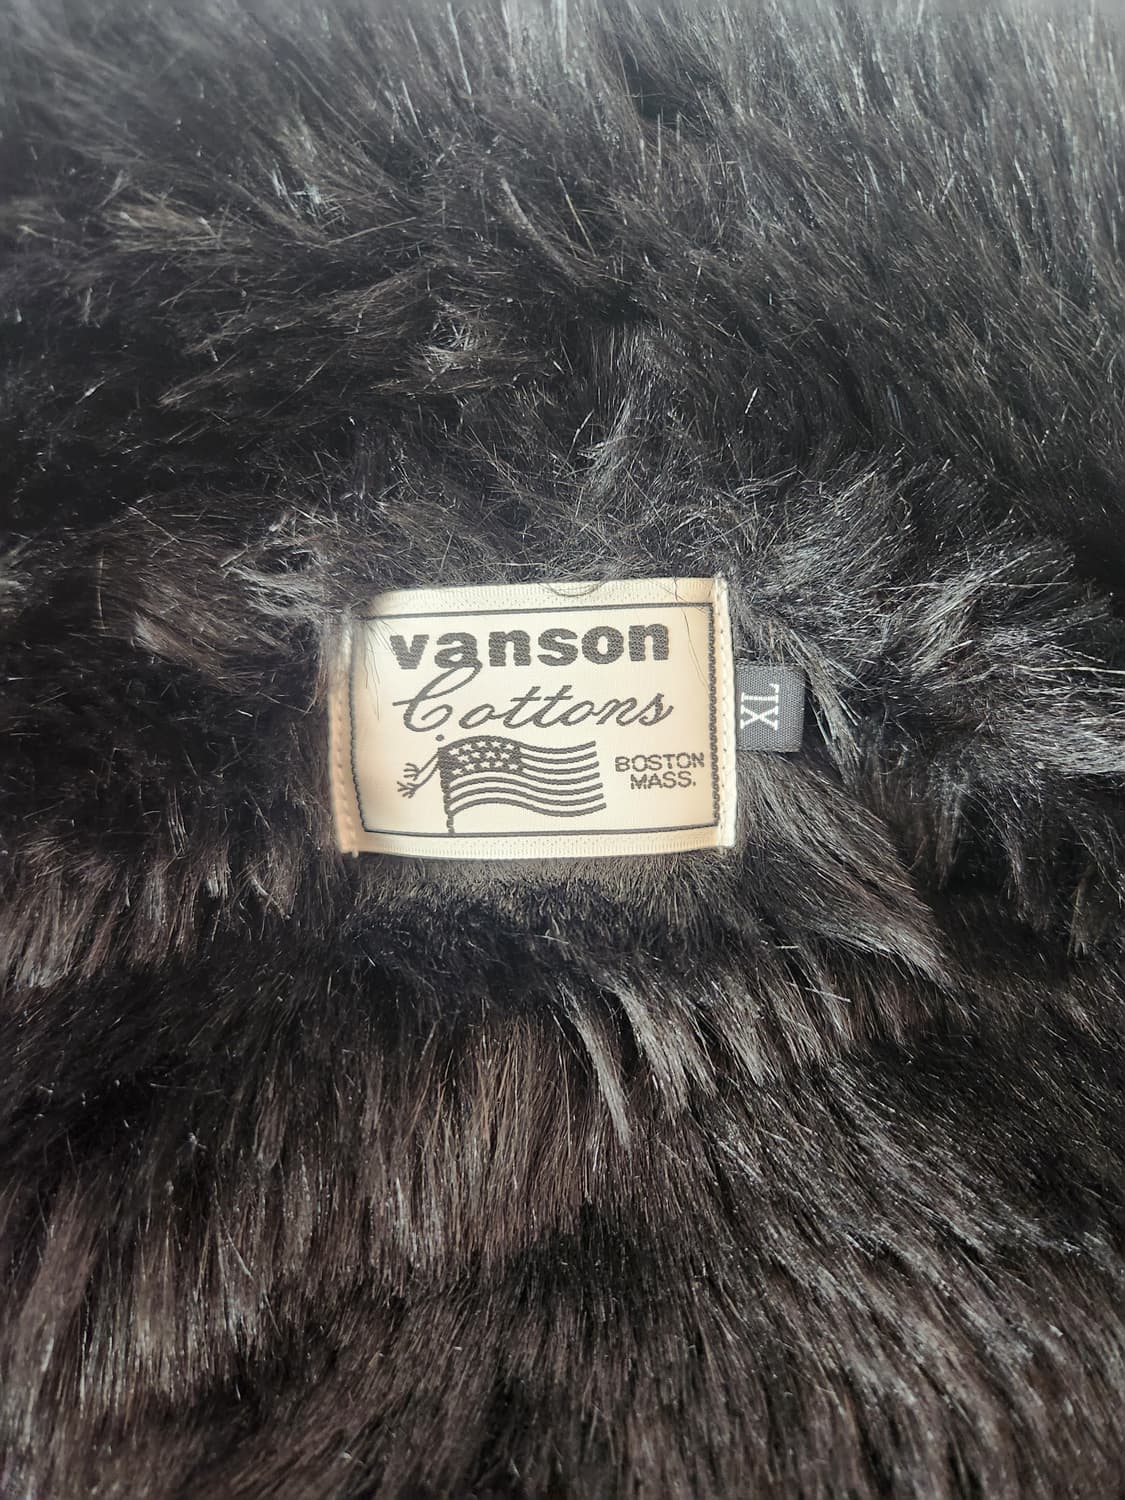 vanson
Cottons
BOSTON
MASS.
XL